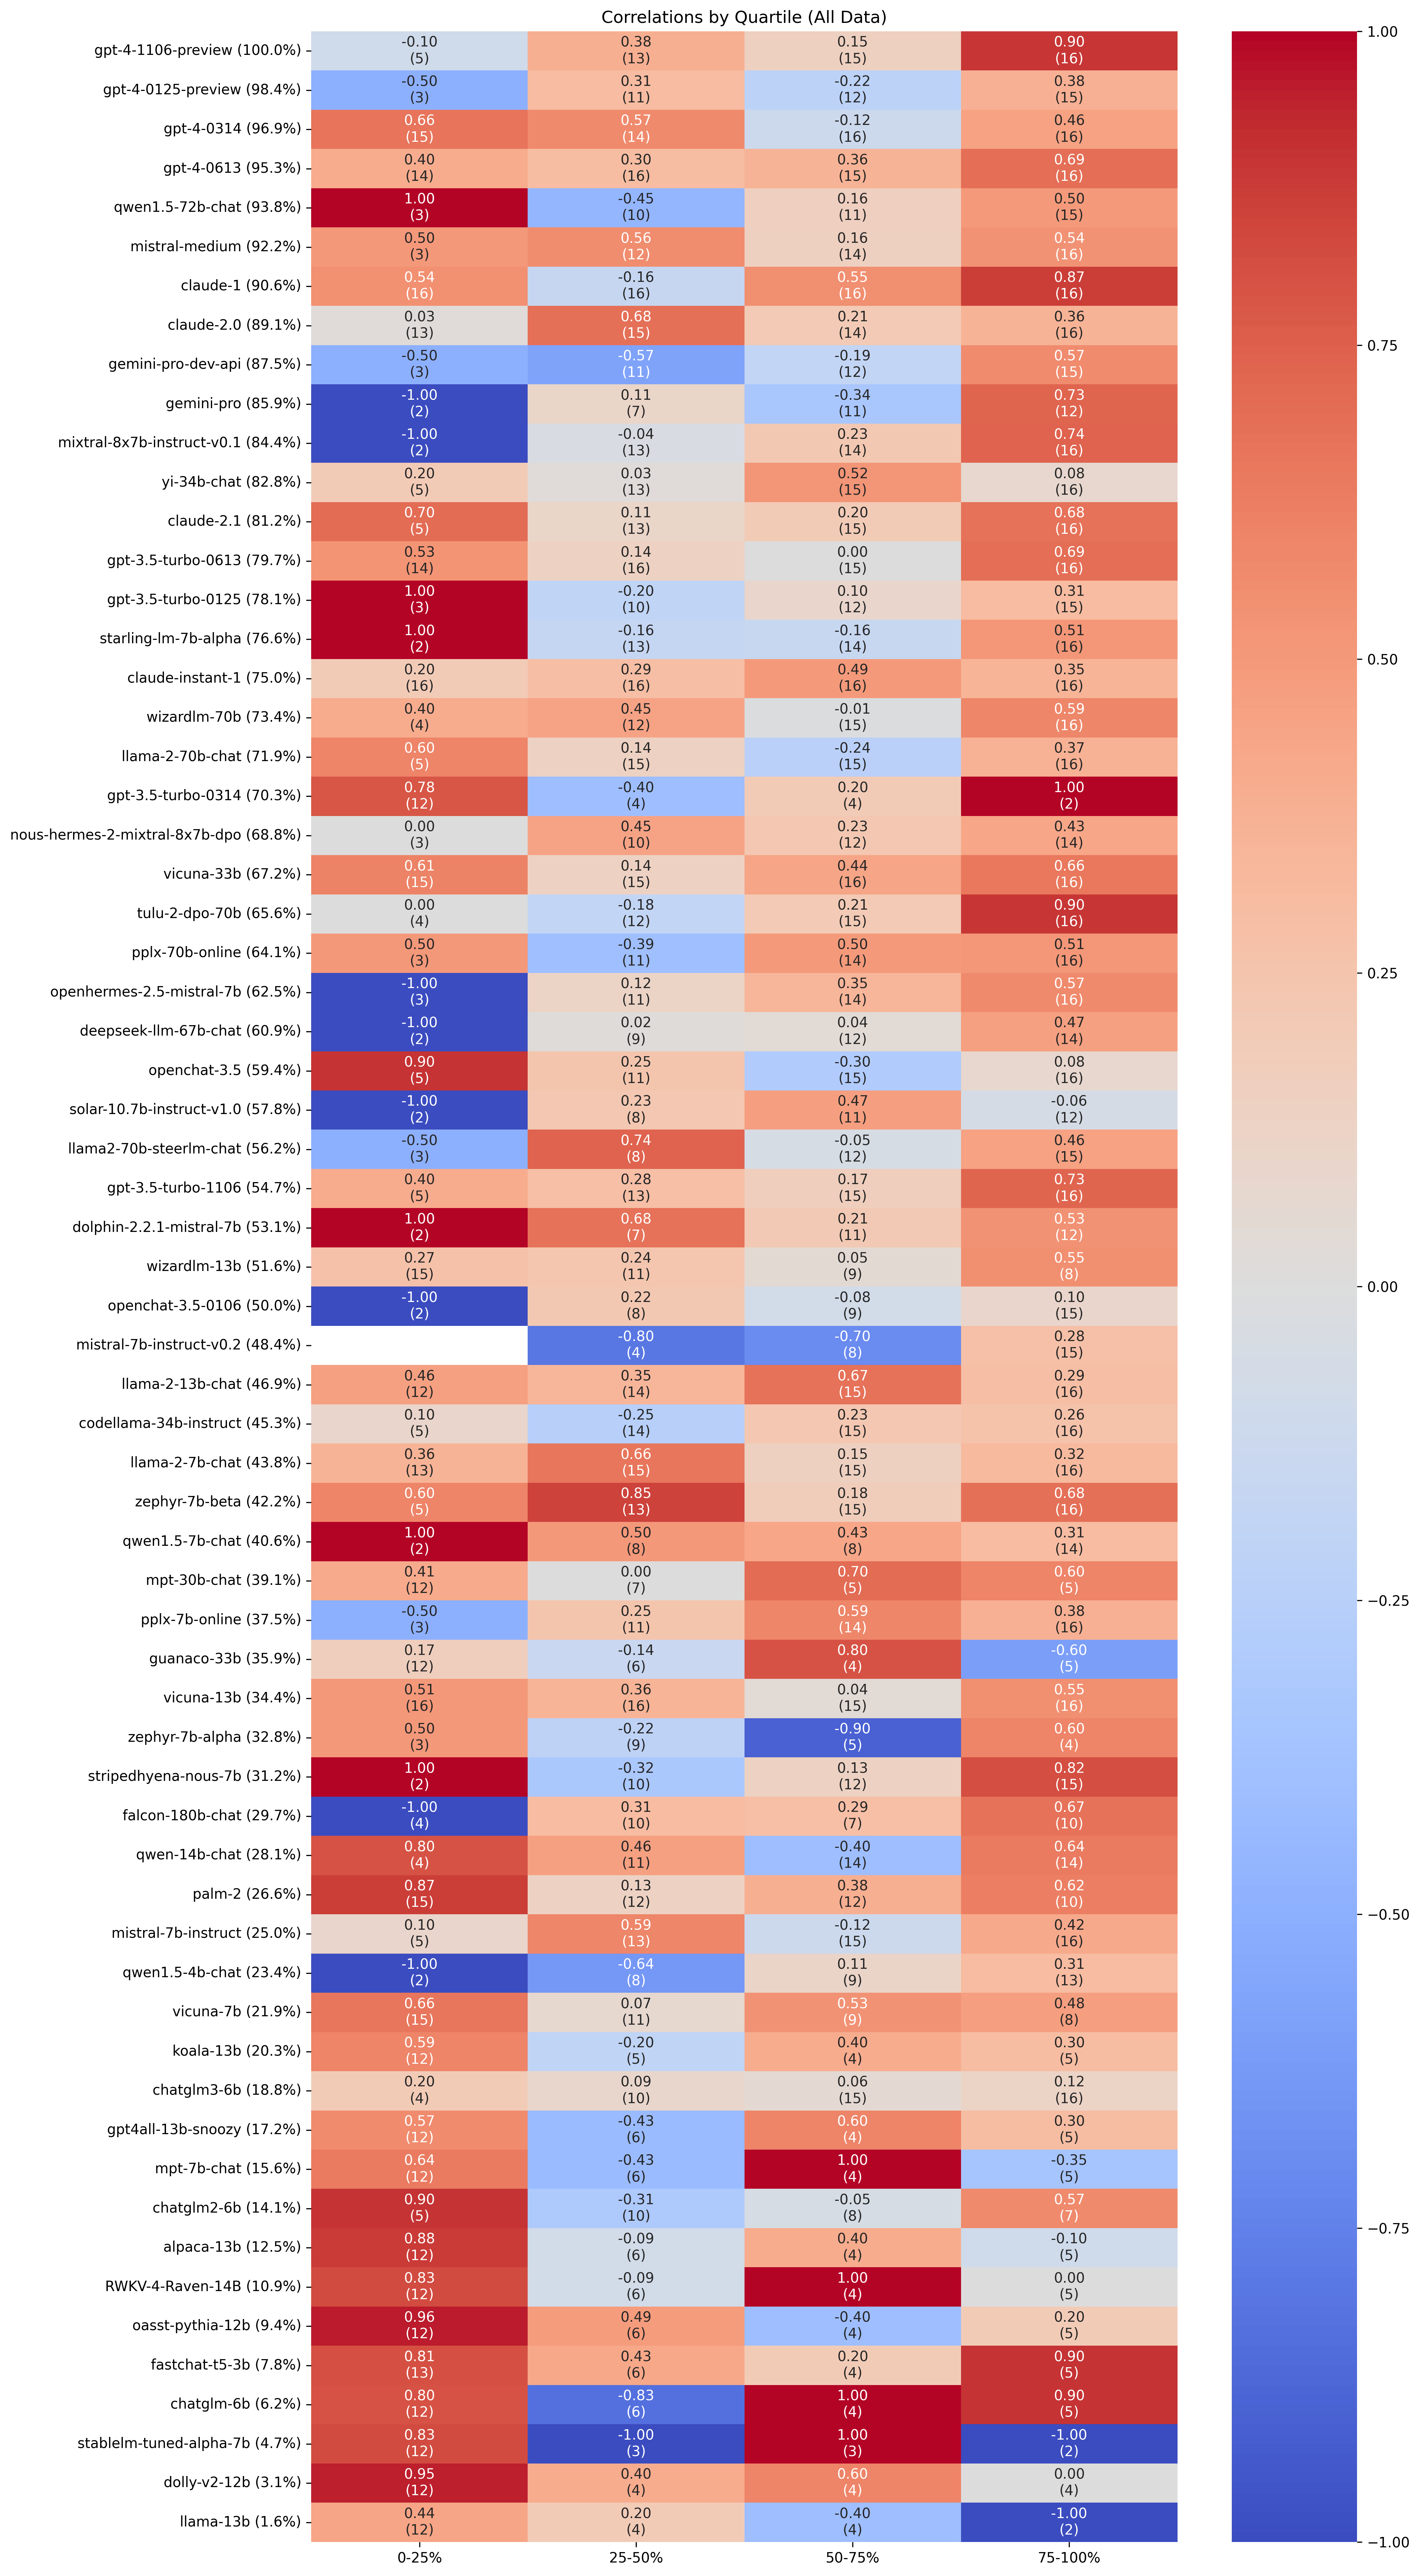 Correlations by Quartile (All Data)
gpt-4-1106-preview (100.0%) -0.10 0.38 0.15 0.90
(5) (13) (15) (16)
gpt-4-0125-preview (98.4%) -0.50 0.31 -0.22 0.38
(3) (11) (12) (15)
gpt-4-0314 (96.9%) 0.66 0.57 -0.12 0.46
(15) (14) (16) (16)
gpt-4-0613 (95.3%) 0.40 0.30 0.36 0.69
(14) (16) (15) (16)
qwen1.5-72b-chat (93.8%) 1.00 -0.45 0.16 0.50
(3) (10) (11) (15)
mistral-medium (92.2%) 0.50 0.56 0.16 0.54
(3) (12) (14) (16)
claude-1 (90.6%) 0.54 -0.16 0.55 0.87
(16) (16) (16) (16)
claude-2.0 (89.1%) 0.03 0.68 0.21 0.36
(13) (15) (14) (16)
gemini-pro-dev-api (87.5%) -0.50 -0.57 -0.19 0.57
(3) (11) (12) (15)
gemini-pro (85.9%) -1.00 0.11 -0.34 0.73
(2) (7) (11) (12)
mixtral-8x7b-instruct-v0.1 (84.4%) -1.00 -0.04 0.23 0.74
(2) (13) (14) (16)
yi-34b-chat (82.8%) 0.20 0.03 0.52 0.08
(5) (13) (15) (16)
claude-2.1 (81.2%) 0.70 0.11 0.20 0.68
(5) (13) (15) (16)
gpt-3.5-turbo-0613 (79.7%) 0.53 0.14 0.00 0.69
(14) (16) (15) (16)
gpt-3.5-turbo-0125 (78.1%) 1.00 -0.20 0.10 0.31
(3) (10) (12) (15)
starling-lm-7b-alpha (76.6%) 1.00 -0.16 -0.16 0.51
(2) (13) (14) (16)
claude-instant-1 (75.0%) 0.20 0.29 0.49 0.35
(16) (16) (16) (16)
wizardlm-70b (73.4%) 0.40 0.45 -0.01 0.59
(4) (12) (15) (16)
llama-2-70b-chat (71.9%) 0.60 0.14 -0.24 0.37
(5) (15) (15) (16)
gpt-3.5-turbo-0314 (70.3%) 0.78 -0.40 0.20 1.00
(12) (4) (4) (2)
nous-hermes-2-mixtral-8x7b-dpo (68.8%) 0.00 0.45 0.23 0.43
(3) (10) (12) (14)
vicuna-33b (67.2%) 0.61 0.14 0.44 0.66
(15) (15) (16) (16)
tulu-2-dpo-70b (65.6%) 0.00 -0.18 0.21 0.90
(4) (12) (15) (16)
pplx-70b-online (64.1%) 0.50 -0.39 0.50 0.51
(3) (11) (14) (16)
openhermes-2.5-mistral-7b (62.5%) -1.00 0.12 0.35 0.57
(3) (11) (14) (16)
deepseek-llm-67b-chat (60.9%) -1.00 0.02 0.04 0.47
(2) (9) (12) (14)
openchat-3.5 (59.4%) 0.90 0.25 -0.30 0.08
(5) (11) (15) (16)
solar-10.7b-instruct-v1.0 (57.8%) -1.00 0.23 0.47 -0.06
(2) (8) (11) (12)
llama2-70b-steerlm-chat (56.2%) -0.50 0.74 -0.05 0.46
(3) (8) (12) (15)
gpt-3.5-turbo-1106 (54.7%) 0.40 0.28 0.17 0.73
(5) (13) (15) (16)
dolphin-2.2.1-mistral-7b (53.1%) 1.00 0.68 0.21 0.53
(2) (7) (11) (12)
wizardlm-13b (51.6%) 0.27 0.24 0.05 0.55
(15) (11) (9) (8)
openchat-3.5-0106 (50.0%) -1.00 0.22 -0.08 0.10
(2) (8) (9) (15)
mistral-7b-instruct-v0.2 (48.4%) -0.80 -0.70 0.28
(4) (8) (15)
llama-2-13b-chat (46.9%) 0.46 0.35 0.67 0.29
(12) (14) (15) (16)
codellama-34b-instruct (45.3%) 0.10 -0.25 0.23 0.26
(5) (14) (15) (16)
llama-2-7b-chat (43.8%) 0.36 0.66 0.15 0.32
(13) (15) (15) (16)
zephyr-7b-beta (42.2%) 0.60 0.85 0.18 0.68
(5) (13) (15) (16)
qwen1.5-7b-chat (40.6%) 1.00 0.50 0.43 0.31
(2) (8) (8) (14)
mpt-30b-chat (39.1%) 0.41 0.00 0.70 0.60
(12) (7) (5) (5)
pplx-7b-online (37.5%) -0.50 0.25 0.59 0.38
(3) (11) (14) (16)
guanaco-33b (35.9%) 0.17 -0.14 0.80 -0.60
(12) (6) (4) (5)
vicuna-13b (34.4%) 0.51 0.36 0.04 0.55
(16) (16) (15) (16)
zephyr-7b-alpha (32.8%) 0.50 -0.22 -0.90 0.60
(3) (9) (5) (4)
stripedhyena-nous-7b (31.2%) 1.00 -0.32 0.13 0.82
(2) (10) (12) (15)
falcon-180b-chat (29.7%) -1.00 0.31 0.29 0.67
(4) (10) (7) (10)
qwen-14b-chat (28.1%) 0.80 0.46 -0.40 0.64
(4) (11) (14) (14)
palm-2 (26.6%) 0.87 0.13 0.38 0.62
(15) (12) (12) (10)
mistral-7b-instruct (25.0%) 0.10 0.59 -0.12 0.42
(5) (13) (15) (16)
qwen1.5-4b-chat (23.4%) -1.00 -0.64 0.11 0.31
(2) (8) (9) (13)
vicuna-7b (21.9%) 0.66 0.07 0.53 0.48
(15) (11) (9) (8)
koala-13b (20.3%) 0.59 -0.20 0.40 0.30
(12) (5) (4) (5)
chatglm3-6b (18.8%) 0.20 0.09 0.06 0.12
(4) (10) (15) (16)
gpt4all-13b-snoozy (17.2%) 0.57 -0.43 0.60 0.30
(12) (6) (4) (5)
mpt-7b-chat (15.6%) 0.64 -0.43 1.00 -0.35
(12) (6) (4) (5)
chatglm2-6b (14.1%) 0.90 -0.31 -0.05 0.57
(5) (10) (8) (7)
alpaca-13b (12.5%) 0.88 -0.09 0.40 -0.10
(12) (6) (4) (5)
RWKV-4-Raven-14B (10.9%) 0.83 -0.09 1.00 0.00
(12) (6) (4) (5)
oasst-pythia-12b (9.4%) 0.96 0.49 -0.40 0.20
(12) (6) (4) (5)
fastchat-t5-3b (7.8%) 0.81 0.43 0.20 0.90
(13) (6) (4) (5)
chatglm-6b (6.2%) 0.80 -0.83 1.00 0.90
(12) (6) (4) (5)
stablelm-tuned-alpha-7b (4.7%) 0.83 -1.00 1.00 -1.00
(12) (3) (3) (2)
dolly-v2-12b (3.1%) 0.95 0.40 0.60 0.00
(12) (4) (4) (4)
llama-13b (1.6%) 0.44 0.20 -0.40 -1.00
(12) (4) (4) (2)
0-25% 25-50% 50-75% 75-100%
1.00
0.75
0.50
0.25
0.00
−0.25
−0.50
−0.75
−1.00